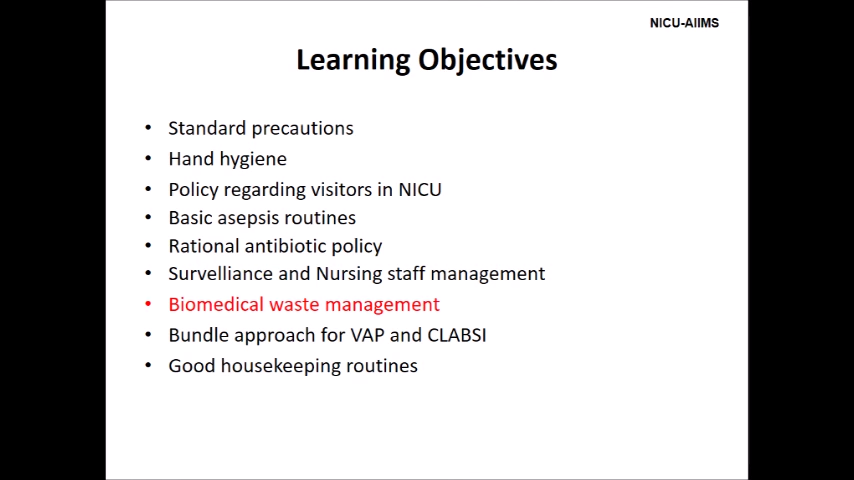 NICU-AIIMS
Learning Objectives
• Standard precautions
• Hand hygiene
• Policy regarding visitors in NICU
• Basic asepsis routines
• Rational antibiotic policy
• Survelliance and Nursing staff management
• Biomedical waste management
• Bundle approach for VAP and CLABSI
• Good housekeeping routines